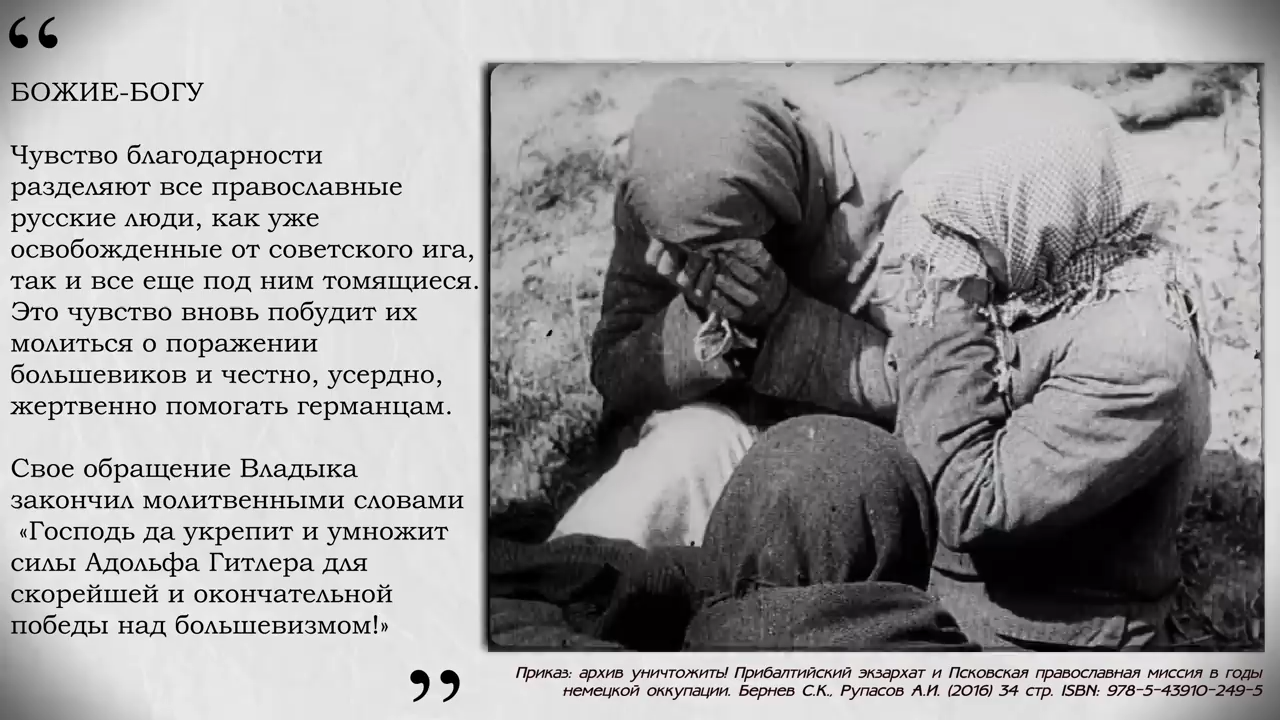 “
БОЖИЕ-БОГУ
Чувство благодарности
разделяют все православные
русские люди, как уже
освобожденные от советского ига,
так и все еще под ним томящиеся.
Это чувство вновь побудит их
молиться о поражении
большевиков и честно, усердно,
жертвенно помогать германцам.
Свое обращение Владыка
закончил молитвенными словами
«Господь да укрепит и умножит
силы Адольфа Гитлера для
скорейшей и окончательной
победы над большевизмом!»
”
Приказ: архив уничтожить! Прибалтийский экзархат и Псковская православная миссия в годы
немецкой оккупации. Бернев С.К., Рупасов А.И. (2016) 34 стр. ISBN: 978-5-43910-249-5